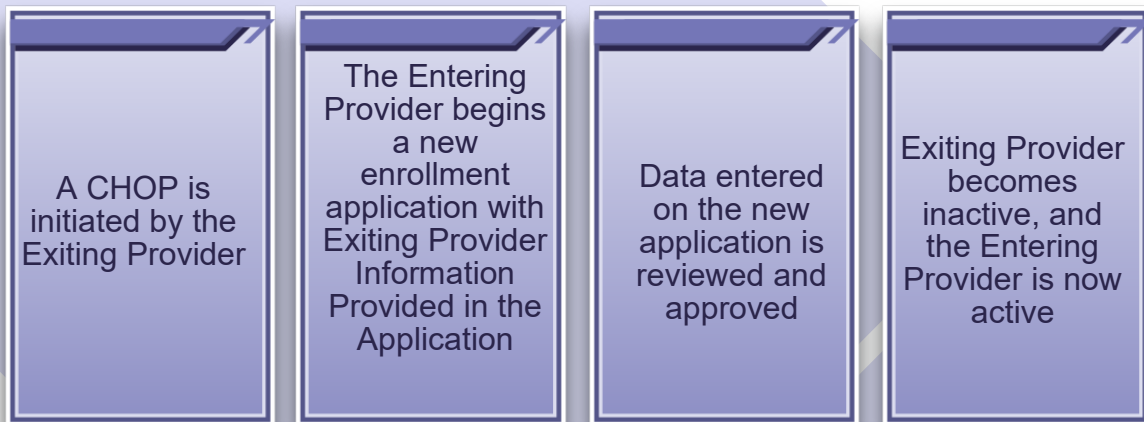 A CHOP is
initiated by the
Exiting Provider
The Entering
Provider begins
a new
enrollment
application with
Exiting Provider
Information
Provided in the
Application
Data entered
on the new
application is
reviewed and
approved
Exiting Provider
becomes
inactive, and
the Entering
Provider is now
active